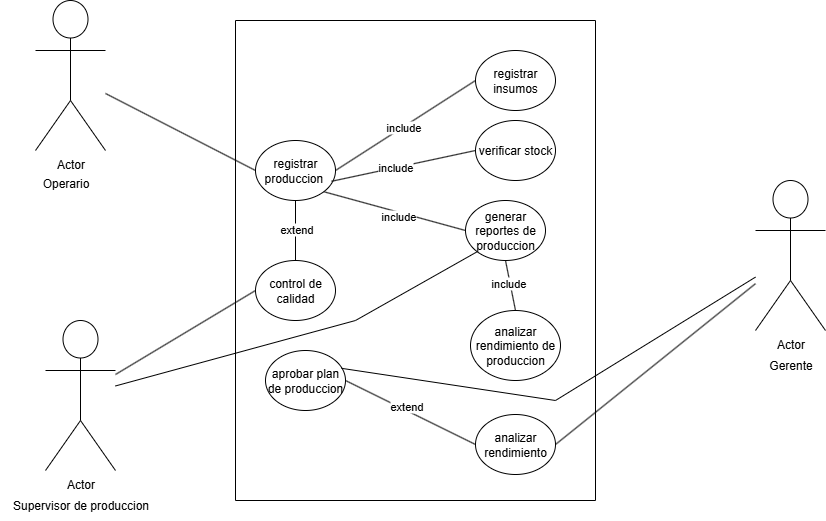 registrar
insumos
include
verificar stock
Actor
Operario
registrar
produccion
include
include
generar
reportes de
produccion
extend
control de
calidad
include
analizar
rendimiento de
produccion
Actor
Gerente
aprobar plan
de produccion
extend
analizar
rendimiento
Actor
Supervisor de produccion